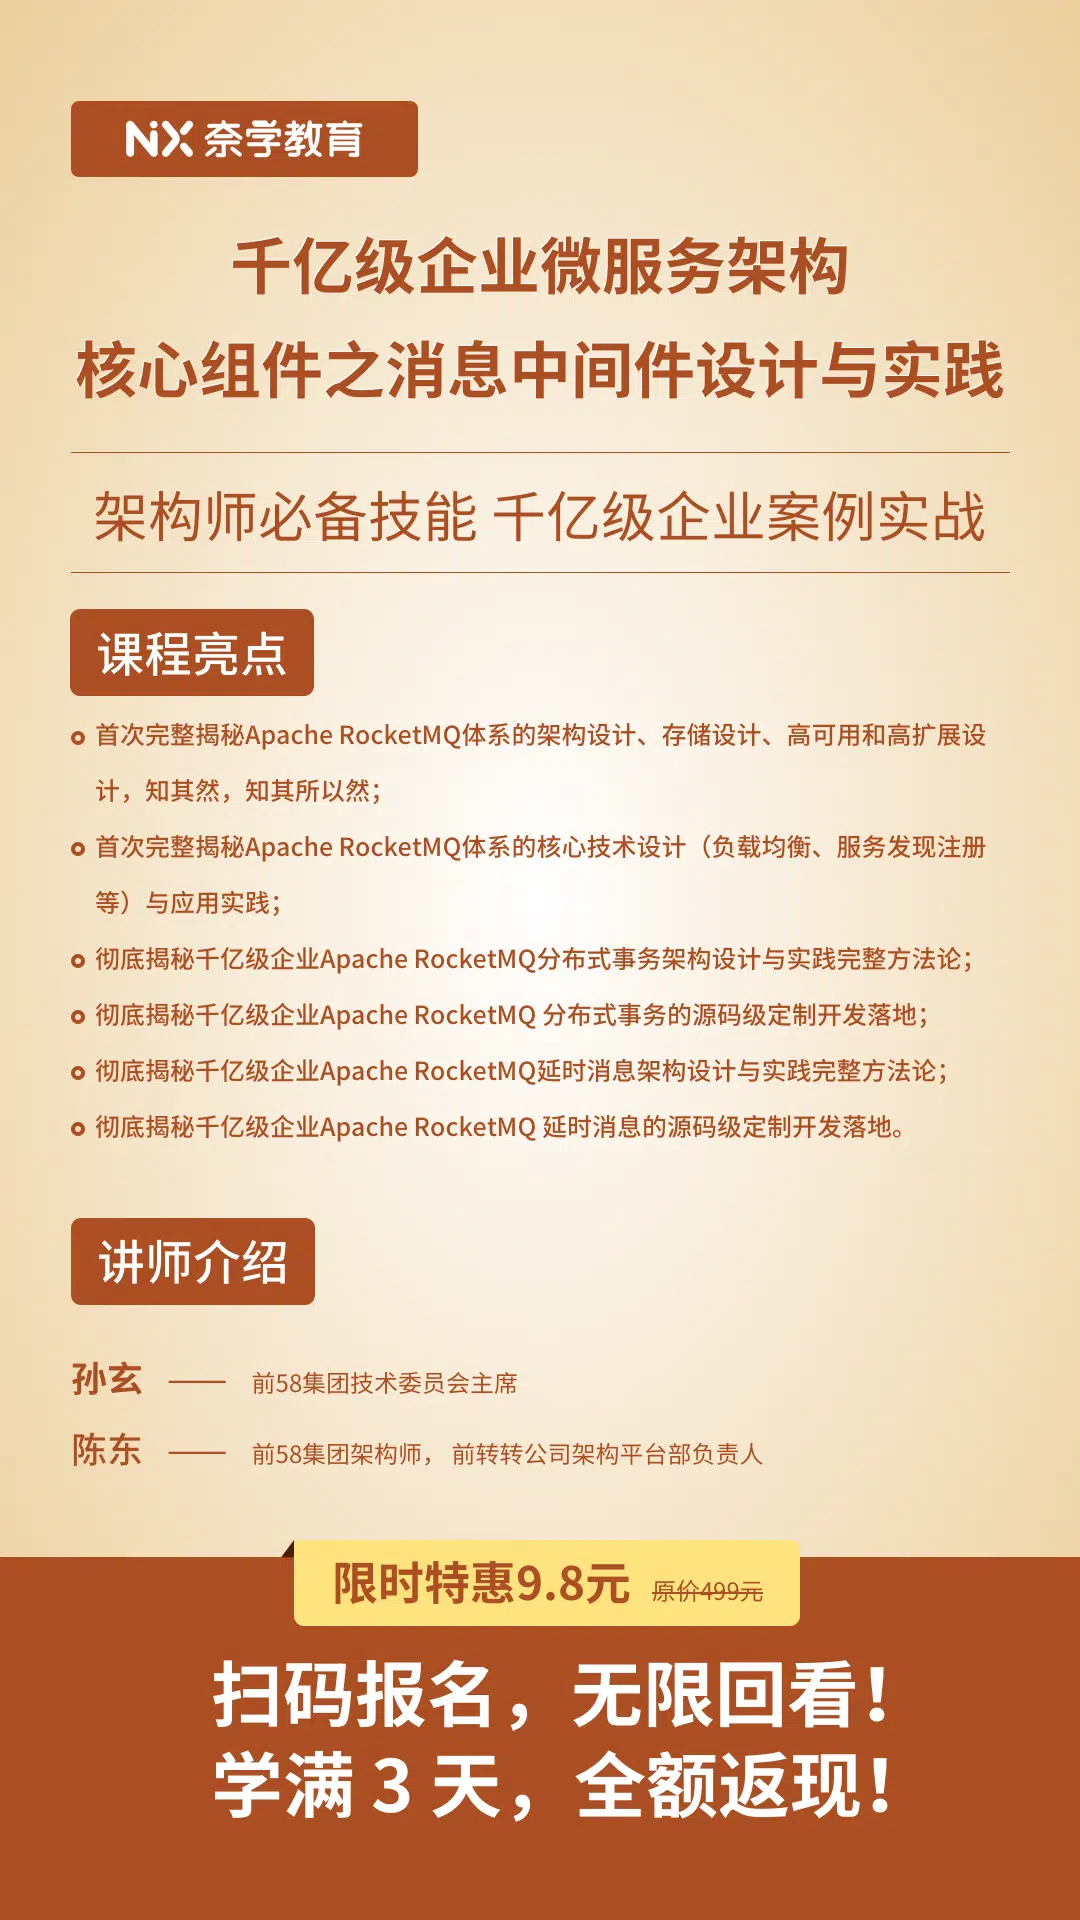 NiX 奈学教育
千亿级企业微服务架构
核心组件之消息中间件设计与实践
架构师必备技能 千亿级企业案例实战
课程亮点
首次完整揭秘Apache RocketMQ体系的架构设计、存储设计、高可用和高扩展设
计，知其然，知其所以然；
首次完整揭秘Apache RocketMQ体系的核心技术设计（负载均衡、服务发现注册
等）与应用实践；
彻底揭秘千亿级企业Apache RocketMQ分布式事务架构设计与实践完整方法论；
彻底揭秘千亿级企业Apache RocketMQ 分布式事务的源码级定制开发落地；
彻底揭秘千亿级企业Apache RocketMQ延时消息架构设计与实践完整方法论；
彻底揭秘千亿级企业Apache RocketMQ 延时消息的源码级定制开发落地。
讲师介绍
孙玄 —— 前58集团技术委员会主席
陈东 —— 前58集团架构师， 前转转公司架构平台部负责人
限时特惠9.8元 原价499元
扫码报名，无限回看！
学满 3 天，全额返现！